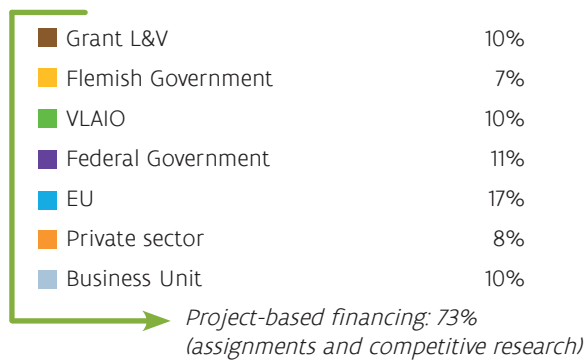 Grant L&V 10%
Flemish Government 7%
VLAIO 10%
Federal Government 11%
EU 17%
Private sector 8%
Business Unit 10%
Project-based financing: 73%
(assignments and competitive research)